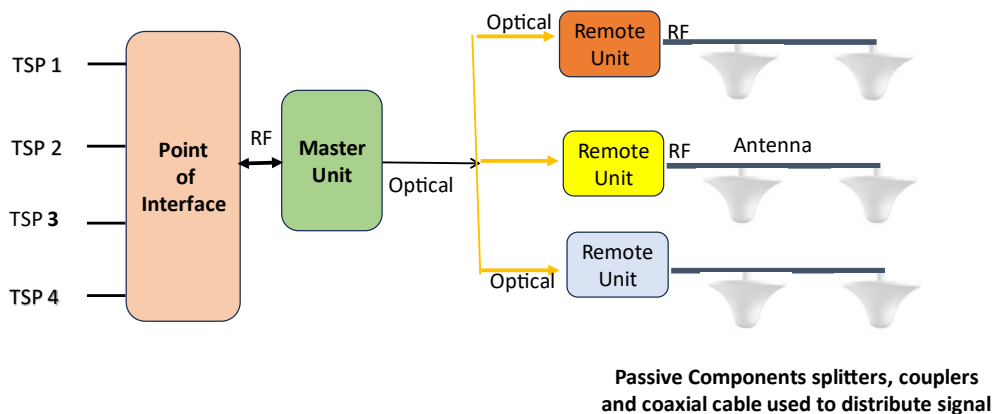 TSP 1
TSP 2
TSP 3
TSP 4
Point
of
Interface
RF
Master
Unit
Optical
Optical
Remote
Unit
RF
Remote
Unit
RF
Antenna
Optical
Remote
Unit
Passive Components splitters, couplers
and coaxial cable used to distribute signal